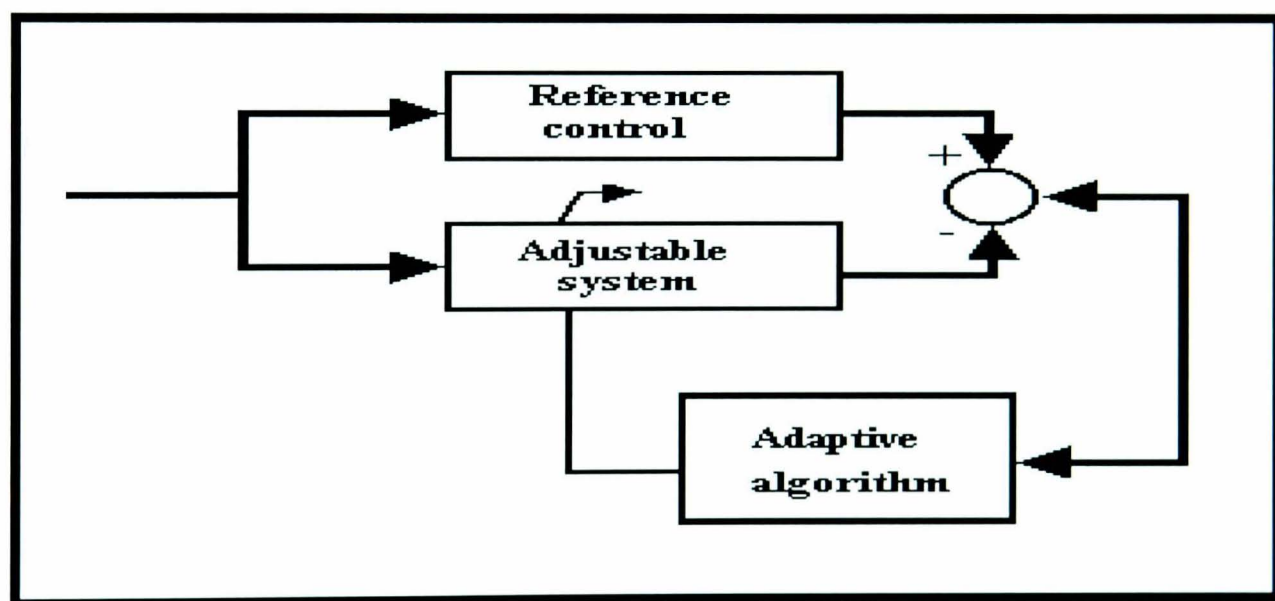 Reference
control
+
Adjustable
system
-
Adaptive
algorithm